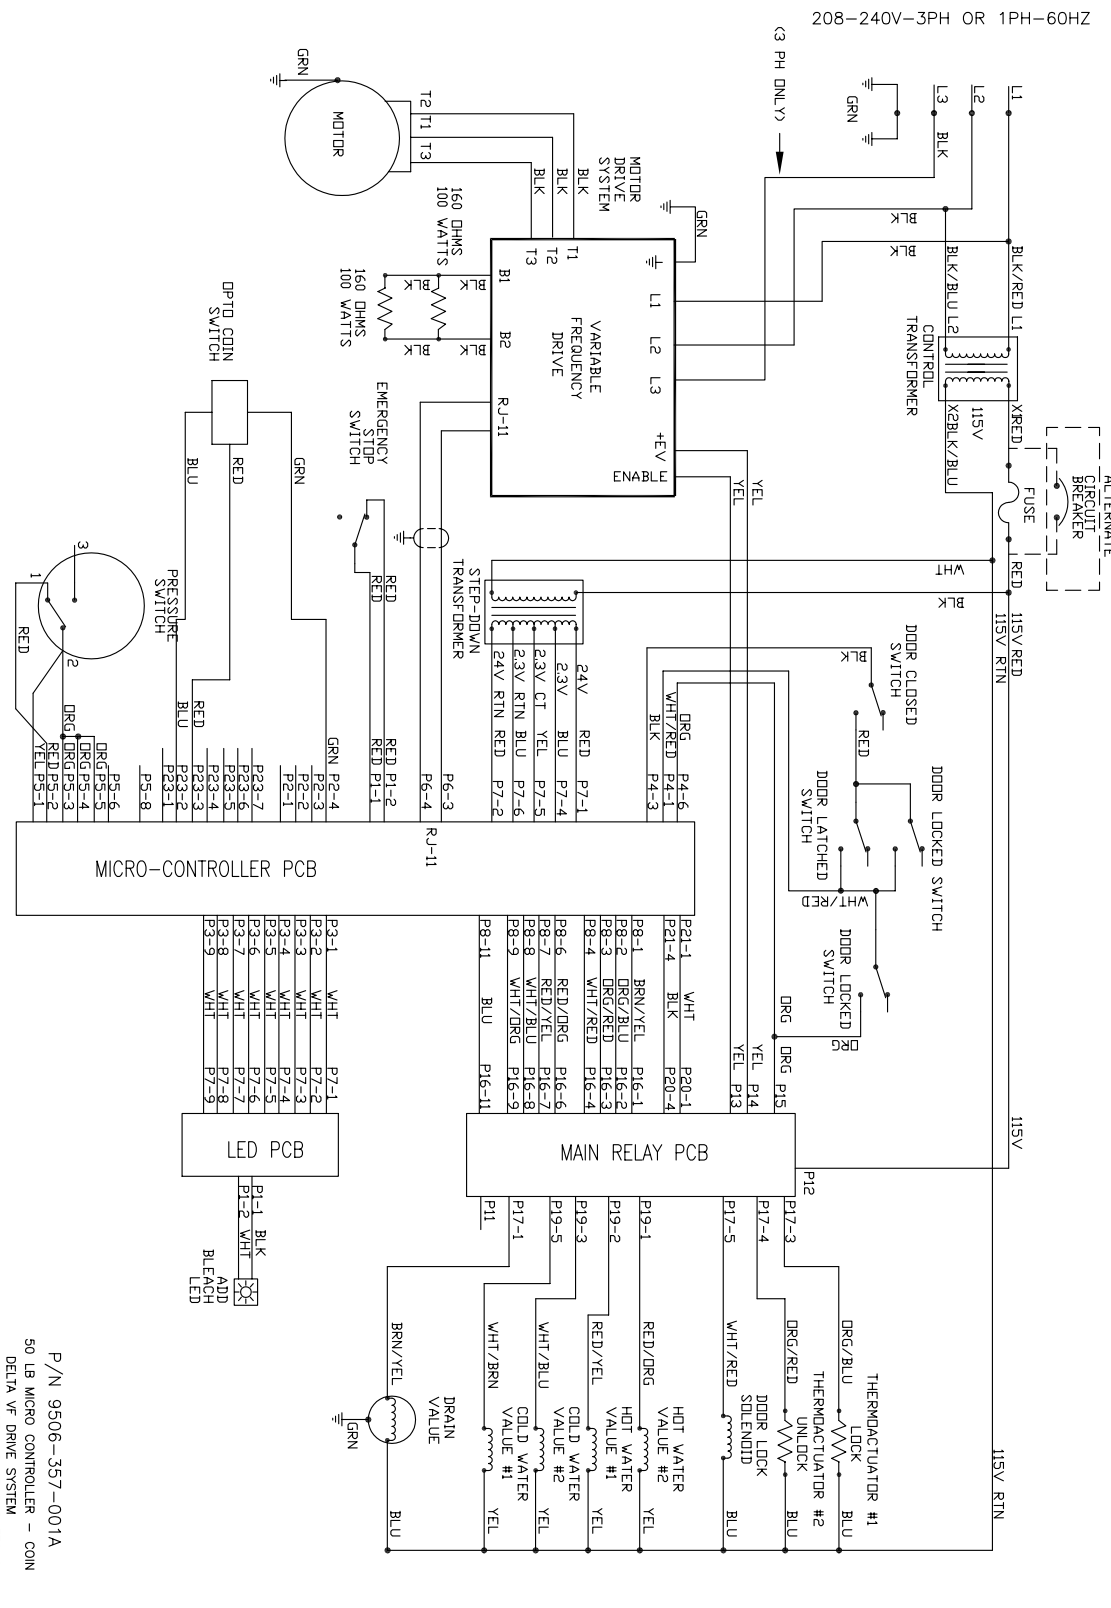 208-240V-3PH OR 1PH-60HZ
(3 PH ONLY)
L1
L2
L3
GRN
BLK
GRN
MOTOR
T2
T1
T3
BLK
BLK
BLK
MOTOR
DRIVE
SYSTEM
GRN
BLK
BLK
BLK/RED L1
BLK/BLU L2
CONTROL
TRANSFORMER
115V
X1
RED
X2
BLK/BLU
FUSE
ALTERNATE
CIRCUIT
BREAKER
RED
160 OHMS
100 WATTS
160 OHMS
100 WATTS
BLK
BLK
BLK
BLK
T1
T2
T3
B1
B2
RJ-11
VARIABLE
FREQUENCY
DRIVE
L1
L2
L3
+EV
ENABLE
YEL
YEL
OPTO COIN
SWITCH
BLU
RED
GRN
EMERGENCY
STOP
SWITCH
RED
RED
PRESSURE
SWITCH
3
1
2
RED
STEP-DOWN
TRANSFORMER
WHT
BLK
115V RED
115V RTN
24V RTN
2.3V RTN
2.3V CT
2.3V
24V
RED
BLU
YEL
BLU
RED
P7-2
P7-6
P7-5
P7-4
P7-1
DOOR CLOSED
SWITCH
BLK
RED
DOOR LOCKED SWITCH
DOOR LATCHED
SWITCH
WHT/RED
DOOR LOCKED
SWITCH
ORG
ORG
WHT/RED
BLK
P4-6
P4-1
P4-3
ORG
RED
BLU
YEL P5-1
RED P5-2
ORG P5-3
ORG P5-4
ORG P5-5
P5-6
P5-8
P23-1
P23-2
P23-3
P23-4
P23-5
P23-6
P23-7
P2-1
P2-2
P2-3
GRN P2-4
RED P1-1
RED P1-2
P6-4
P6-3
RJ-11
MICRO-CONTROLLER PCB
P3-9 WHT P7-9
P3-8 WHT P7-8
P3-7 WHT P7-7
P3-6 WHT P7-6
P3-5 WHT P7-5
P3-4 WHT P7-4
P3-3 WHT P7-3
P3-2 WHT P7-2
P3-1 WHT P7-1
P8-11 BLU P16-11
P8-9 WHT/ORG P16-9
P8-8 WHT/BLU P16-8
P8-7 RED/YEL P16-7
P8-6 RED/ORG P16-6
P8-4 WHT/RED P16-4
P8-3 ORG/RED P16-3
P8-2 ORG/BLU P16-2
P8-1 BRN/YEL P16-1
P21-4 BLK P20-4
P21-1 WHT P20-1
YEL P13
YEL P14
ORG
ORG P15
115V
LED PCB
P1-1 BLK
P1-2 WHT
ADD
BLEACH
LED
MAIN RELAY PCB
P12
P11
P17-1
P19-5
P19-3
P19-2
P19-1
P17-5
P17-4
P17-3
BRN/YEL
DRAIN
VALUE
GRN
BLU
WHT/BRN
COLD WATER
VALUE #1
YEL
WHT/BLU
COLD WATER
VALUE #2
YEL
RED/YEL
HOT WATER
VALUE #1
YEL
RED/ORG
HOT WATER
VALUE #2
YEL
WHT/RED
DOOR LOCK
SOLENOID
BLU
ORG/RED
THERMOACTUATOR #2
UNLOCK
BLU
ORG/BLU
THERMOACTUATOR #1
LOCK
BLU
115V RTN
P/N 9506-357-001A
50 LB MICRO CONTROLLER - COIN
DELTA VF DRIVE SYSTEM